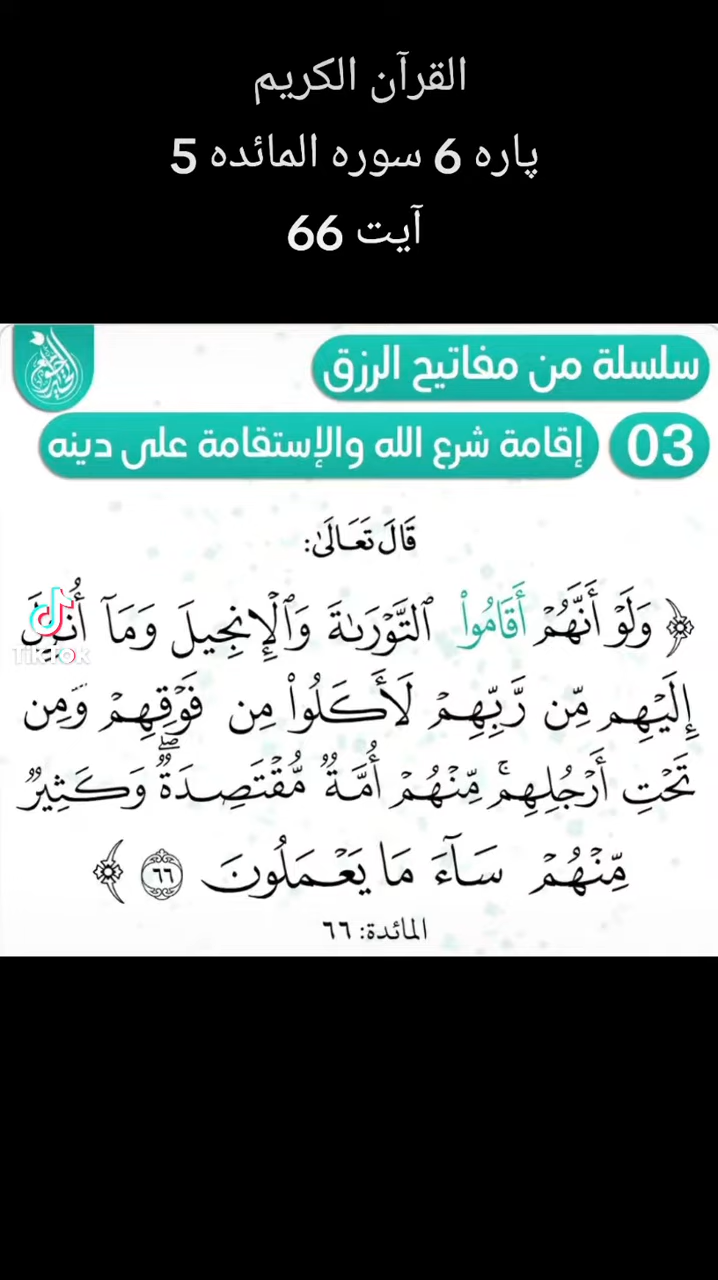 القرآن الكريم
پاره 6 سوره المائده 5
آيت 66
سلسلة من مفاتيح الرزق
03 إقامة شرع الله والإستقامة على دينه
قَالَ تَعَالَىٰ:
﴿ وَلَوۡ أَنَّهُمۡ أَقَامُواْ ٱلتَّوۡرَىٰةَ وَٱلۡإِنجِيلَ وَمَآ أُنزِلَ
إِلَيۡهِم مِّن رَّبِّهِمۡ لَأَكَلُواْ مِن فَوۡقِهِمۡ وَمِن
تَحۡتِ أَرۡجُلِهِمۚ مِّنۡهُمۡ أُمَّةٞ مُّقۡتَصِدَةٞۖ وَكَثِيرٞ
مِّنۡهُمۡ سَآءَ مَا يَعۡمَلُونَ ٦٦ ﴾
المائدة: ٦٦
TikTok